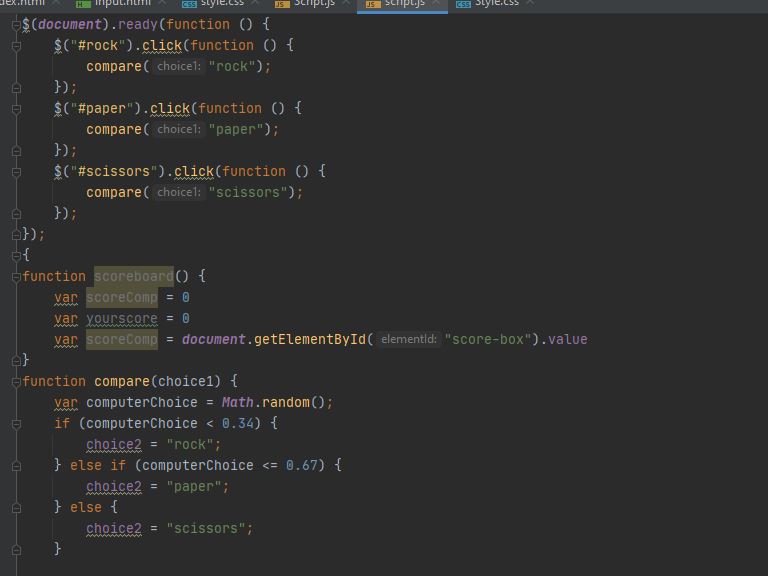 dex.html input.html style.css Script.js script.js Style.css
$(document).ready(function () {
$("#rock").click(function () {
compare( choice1: "rock");
});
$("#paper").click(function () {
compare( choice1: "paper");
});
$("#scissors").click(function () {
compare( choice1: "scissors");
});
});
{
function scoreboard() {
var scoreComp = 0
var yourscore = 0
var scoreComp = document.getElementById( elementId: "score-box").value
}
function compare(choice1) {
var computerChoice = Math.random();
if (computerChoice < 0.34) {
choice2 = "rock";
} else if (computerChoice <= 0.67) {
choice2 = "paper";
} else {
choice2 = "scissors";
}